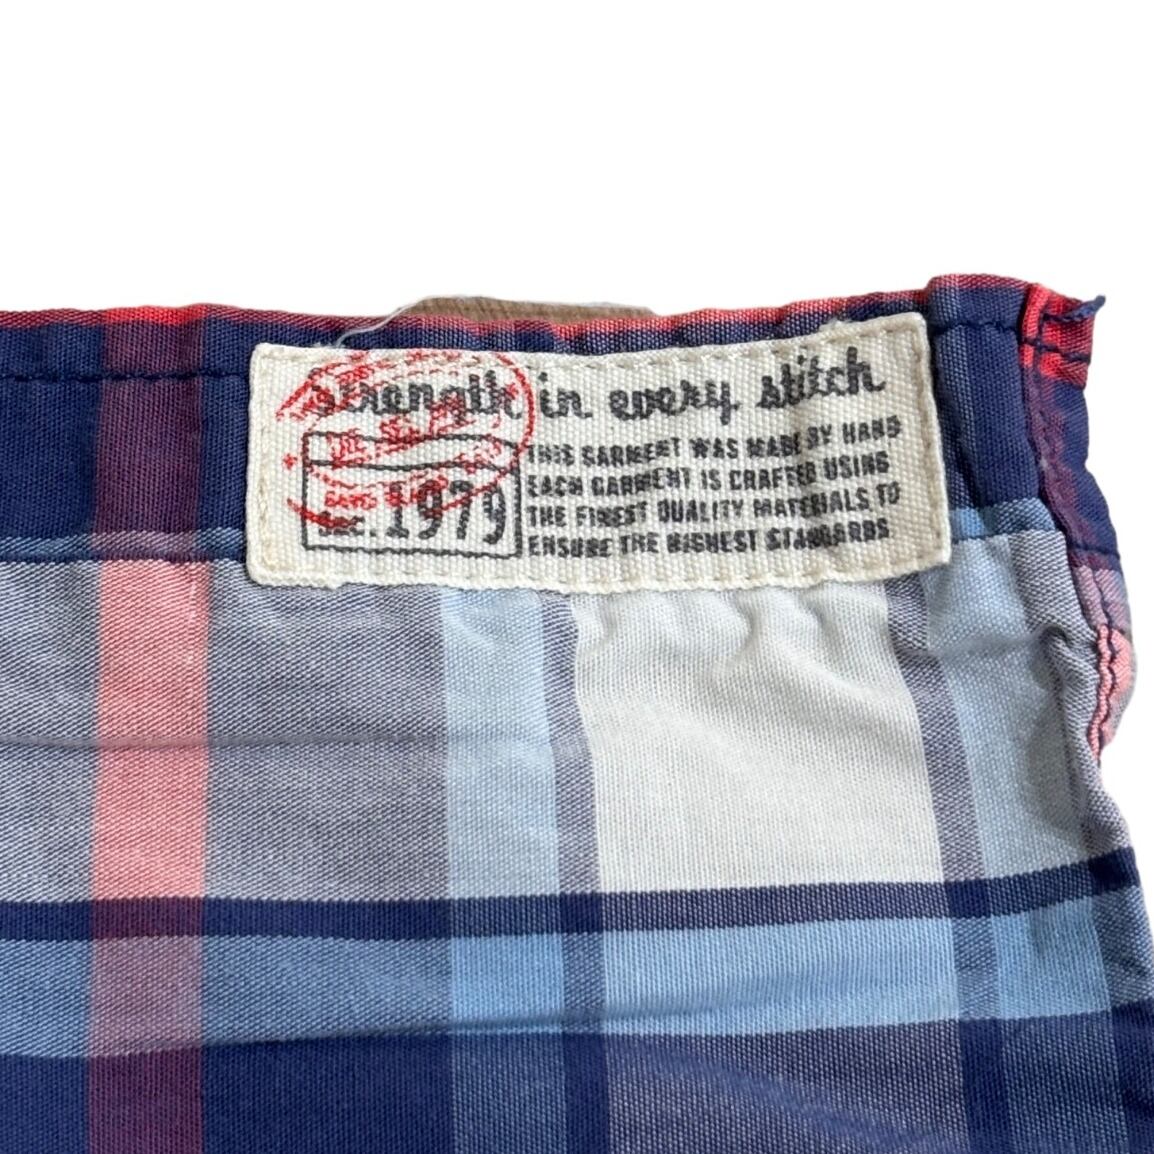 strength in every stitch
THIS GARMENT WAS MADE BY HAND
EACH GARMENT IS CRAFTED USING
THE FINEST QUALITY MATERIALS TO
ENSURE THE HIGHEST STANDARDS
1979